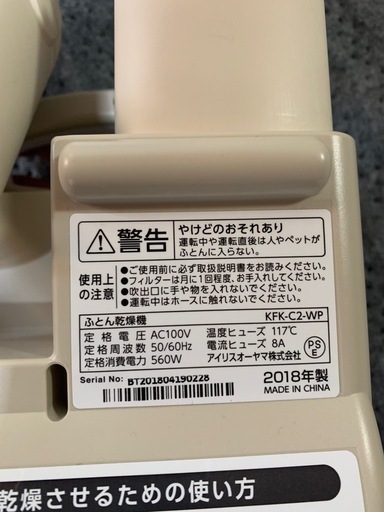 警告
やけどのおそれあり
運転中や運転直後は人やペットが
ふとんに入らない。
使用上
の注意
●ご使用前に必ず取扱説明書をお読みください。
●フィルターは月に1回程度、お手入れしてください。
●吹出口に手や物を入れないでください。
●運転中はホースに触れないでください。
ふとん乾燥機 KFK-C2-WP
定格電圧 AC100V 温度ヒューズ 117℃
定格周波数 50/60Hz 電流ヒューズ 8A
定格消費電力 560W アイリスオーヤマ株式会社
PSE
Serial No.: BT201804190228
2018年製
MADE IN CHINA
乾燥させるための使い方